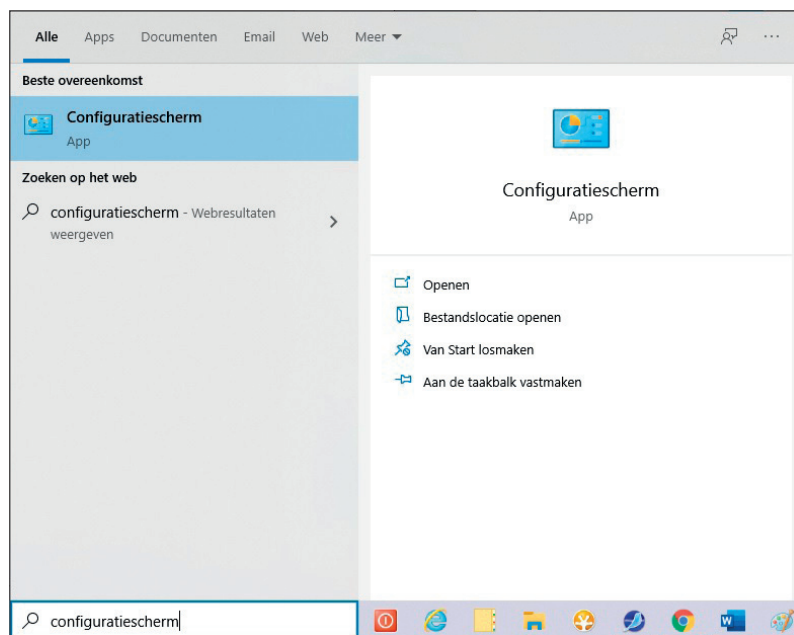 Alle Apps Documenten Email Web Meer
Beste overeenkomst
Configuratiescherm
App
Zoeken op het web
configuratiescherm - Webresultaten
weergeven
Configuratiescherm
App
Openen
Bestandslocatie openen
Van Start losmaken
Aan de taakbalk vastmaken
configuratiescherm